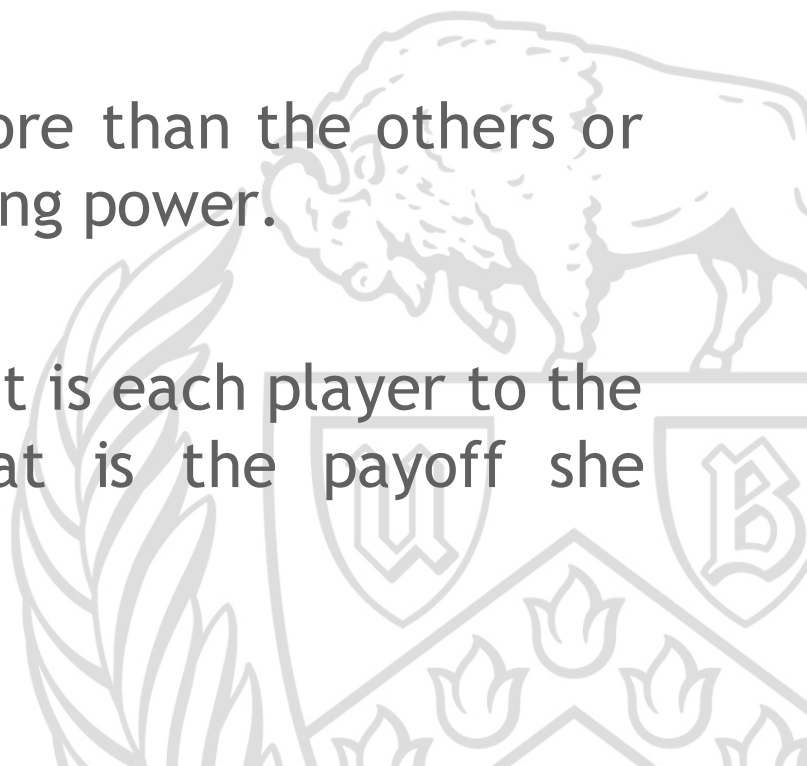 ore than the others or
ng power.
t is each player to the
at is the payoff she
U B